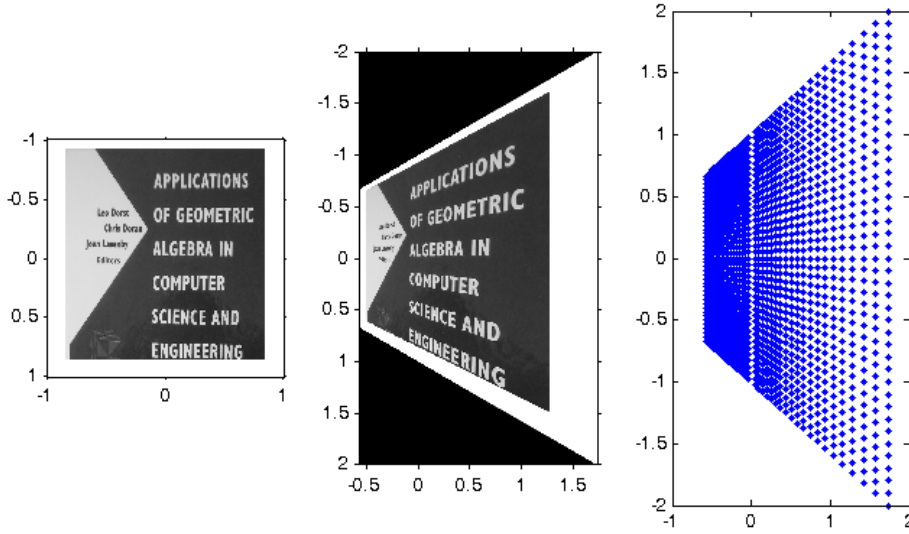 -1
-0.5
0
0.5
1
-1
0
1
APPLICATIONS
OF GEOMETRIC
ALGEBRA IN
COMPUTER
SCIENCE AND
ENGINEERING
Leo Dorst
Chris Doran
Joan Lasenby
Editors
-2
-1.5
-1
-0.5
0
0.5
1
1.5
2
-0.5
0
0.5
1
1.5
APPLICATIONS
OF GEOMETRIC
ALGEBRA IN
COMPUTER
SCIENCE AND
ENGINEERING
2
1.5
1
0.5
0
-0.5
-1
-1.5
-2
-1
0
1
2